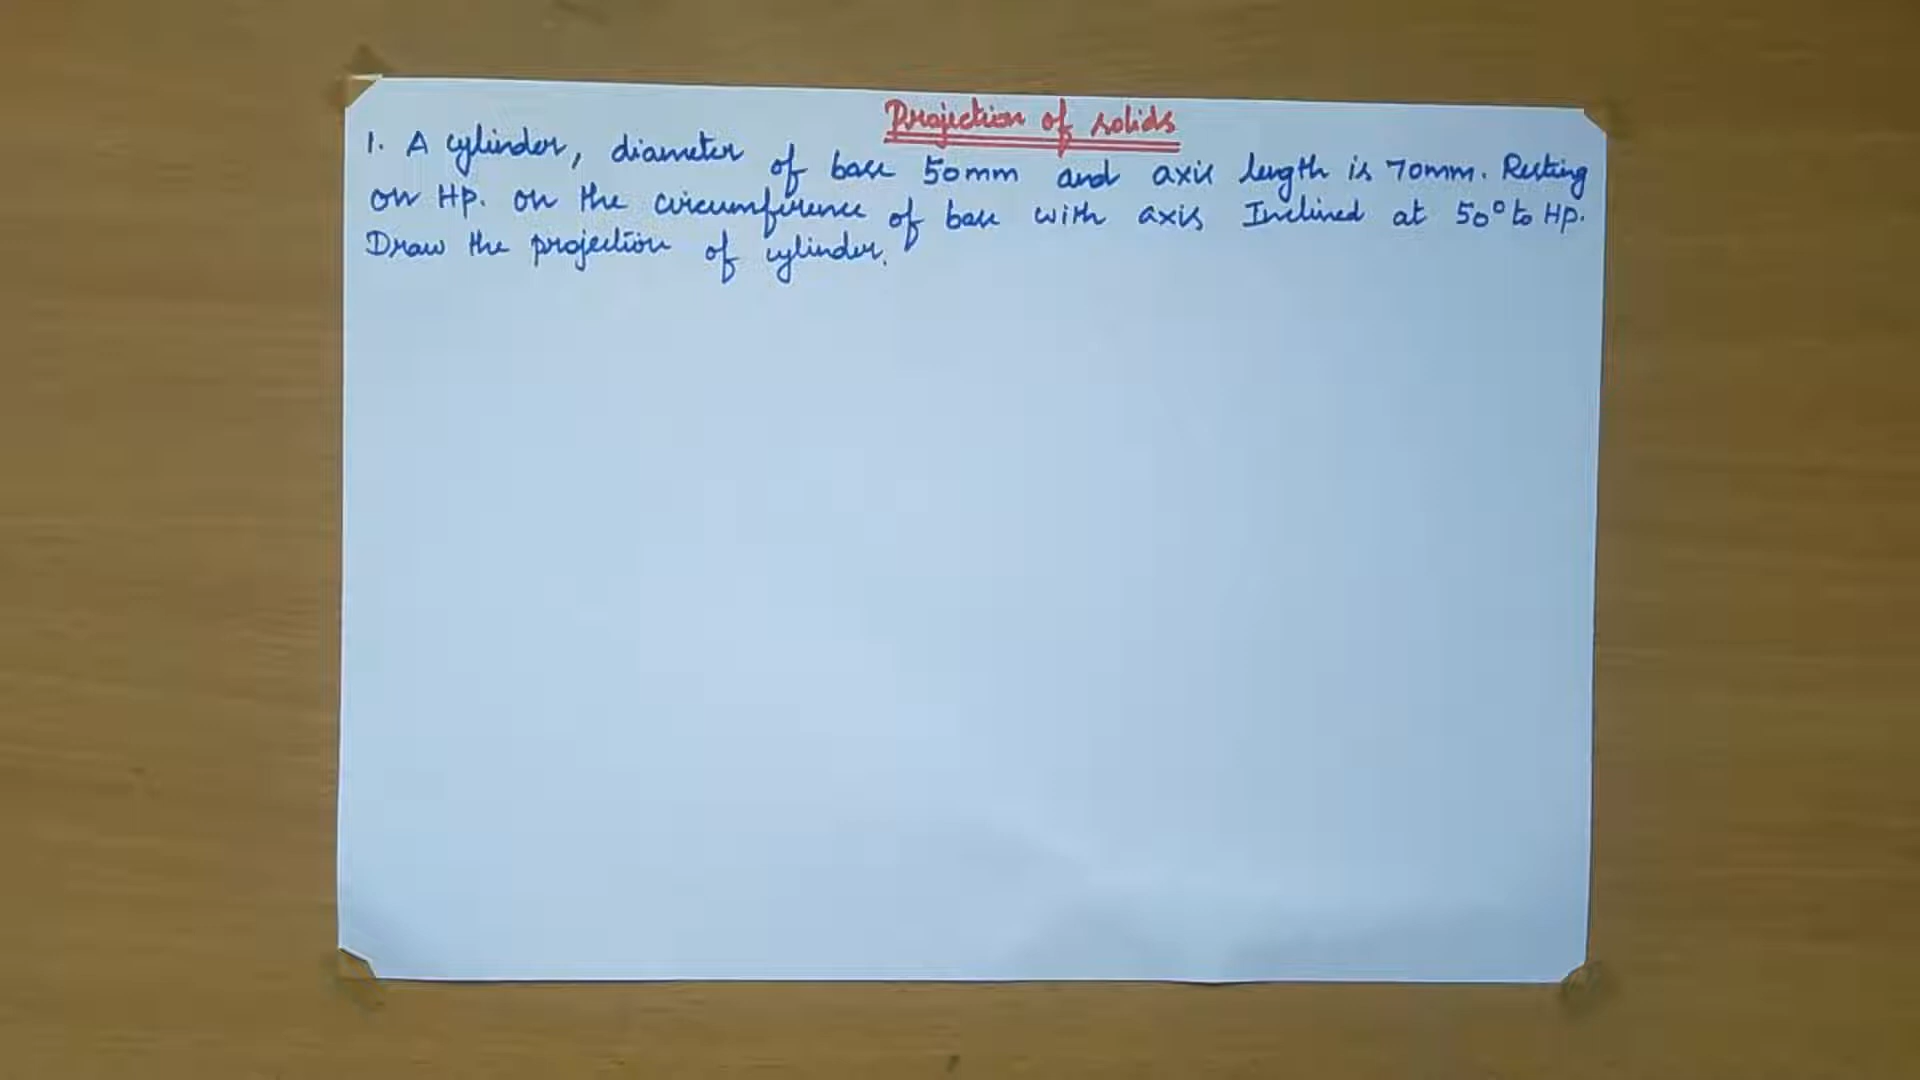 Projection of solids
1. A cylinder, diameter of base 50mm and axis length is 70mm. Resting
on HP. on the circumference of base with axis Inclined at 50° to HP.
Draw the projection of cylinder.